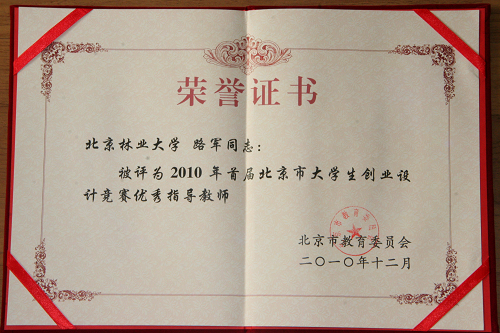 荣誉证书
北京林业大学 路军同志：
被评为2010年首届北京市大学生创业设
计竞赛优秀指导教师
北京市教育委员会
二〇一〇年十二月